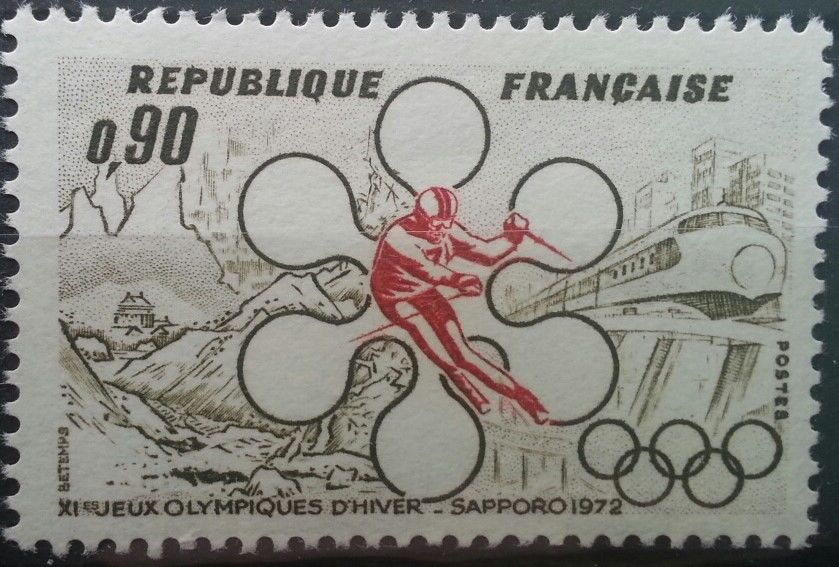 REPUBLIQUE FRANÇAISE
0,90
POSTES
BETEMPS
XIES JEUX OLYMPIQUES D'HIVER - SAPPORO 1972